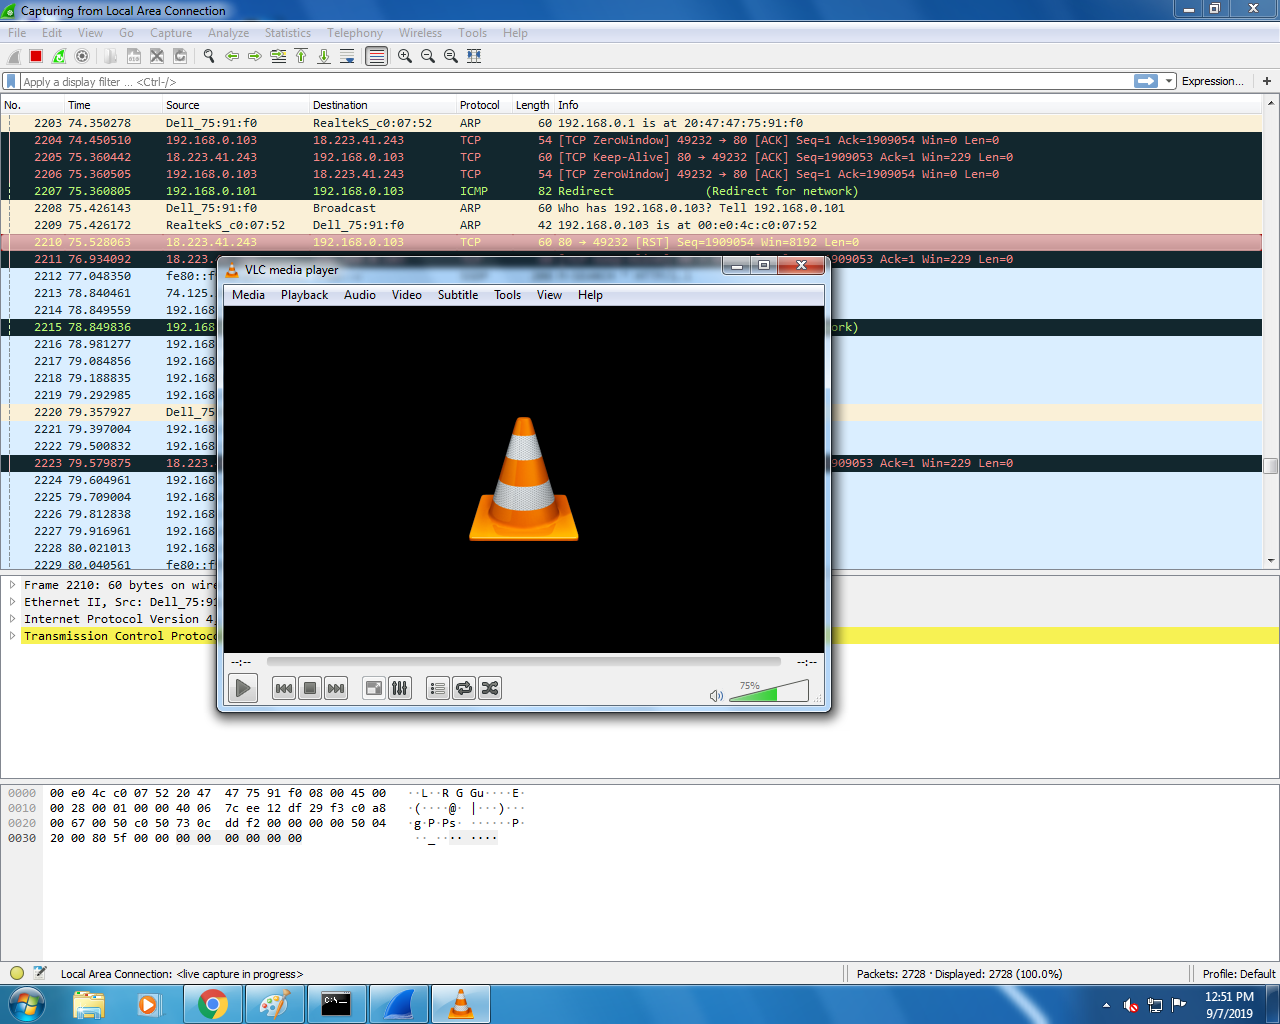 Capturing from Local Area Connection
File Edit View Go Capture Analyze Statistics Telephony Wireless Tools Help
Apply a display filter ... <Ctrl-/> Expression... +
No. Time Source Destination Protocol Length Info
2203 74.350278 Dell_75:91:f0 RealtekS_c0:07:52 ARP 60 192.168.0.1 is at 20:47:47:75:91:f0
2204 74.450510 192.168.0.103 18.223.41.243 TCP 54 [TCP ZeroWindow] 49232 → 80 [ACK] Seq=1 Ack=1909054 Win=0 Len=0
2205 75.360442 18.223.41.243 192.168.0.103 TCP 60 [TCP Keep-Alive] 80 → 49232 [ACK] Seq=1909053 Ack=1 Win=229 Len=0
2206 75.360505 192.168.0.103 18.223.41.243 TCP 54 [TCP ZeroWindow] 49232 → 80 [ACK] Seq=1 Ack=1909054 Win=0 Len=0
2207 75.360805 192.168.0.101 192.168.0.103 ICMP 82 Redirect (Redirect for network)
2208 75.426143 Dell_75:91:f0 Broadcast ARP 60 Who has 192.168.0.103? Tell 192.168.0.101
2209 75.426172 RealtekS_c0:07:52 Dell_75:91:f0 ARP 42 192.168.0.103 is at 00:e0:4c:c0:07:52
2210 75.528063 18.223.41.243 192.168.0.103 TCP 60 80 → 49232 [RST] Seq=1909054 Win=8192 Len=0
2211 76.934092 18.223. 909053 Ack=1 Win=229 Len=0
2212 77.048350 fe80::f
2213 78.840461 74.125.
2214 78.849559 192.168
2215 78.849836 192.168 ork)
2216 78.981277 192.168
2217 79.084856 192.168
2218 79.188835 192.168
2219 79.292985 192.168
2220 79.357927 Dell_75
2221 79.397004 192.168
2222 79.500832 192.168
2223 79.579875 18.223. 909053 Ack=1 Win=229 Len=0
2224 79.604961 192.168
2225 79.709004 192.168
2226 79.812838 192.168
2227 79.916961 192.168
2228 80.021013 192.168
2229 80.040561 fe80::f
VLC media player
Media Playback Audio Video Subtitle Tools View Help
--:-- --:--
75%
Frame 2210: 60 bytes on wire
Ethernet II, Src: Dell_75:91
Internet Protocol Version 4,
Transmission Control Protoco
0000 00 e0 4c c0 07 52 20 47 47 75 91 f0 08 00 45 00 ··L··R G Gu····E·
0010 00 28 00 01 00 00 40 06 7c ee 12 df 29 f3 c0 a8 ·(····@· |···)···
0020 00 67 00 50 c0 50 73 0c dd f2 00 00 00 00 50 04 ·g·P·Ps· ······P·
0030 20 00 80 5f 00 00 00 00 00 00 00 00 ··_····· ····
Local Area Connection: <live capture in progress> Packets: 2728 · Displayed: 2728 (100.0%) Profile: Default
C:\.
12:51 PM
9/7/2019